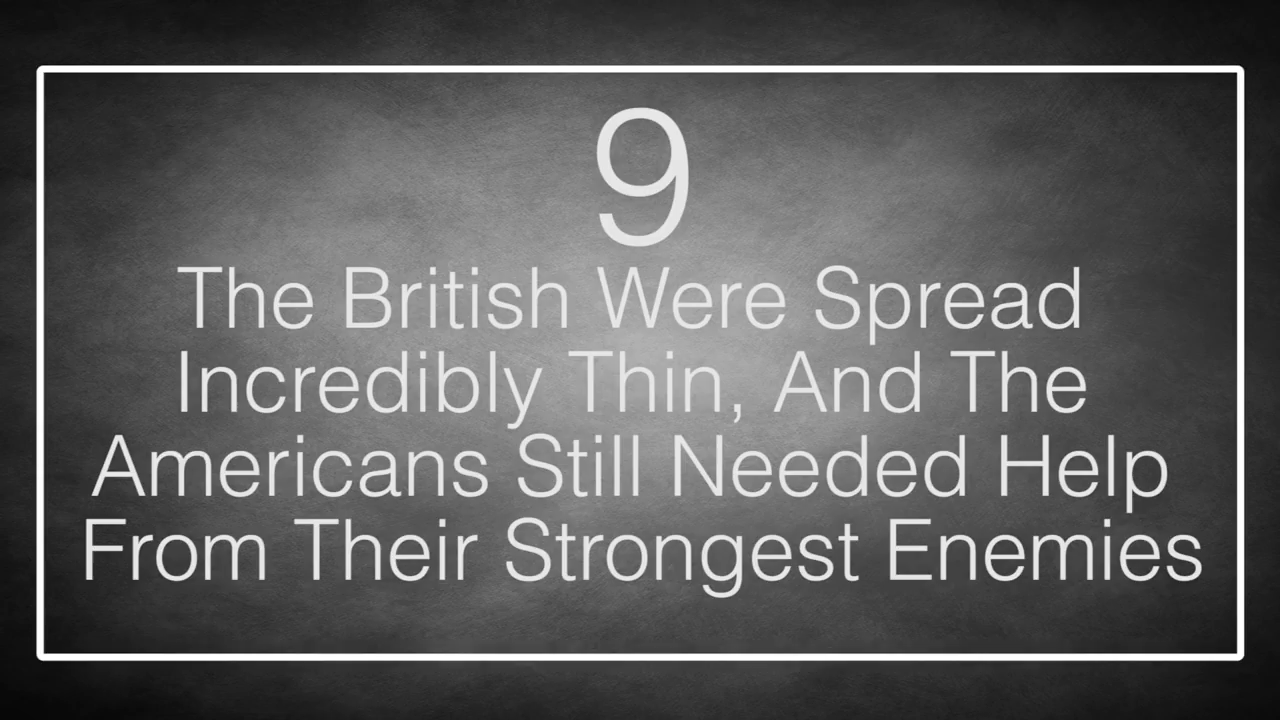 9
The British Were Spread
Incredibly Thin, And The
Americans Still Needed Help
From Their Strongest Enemies